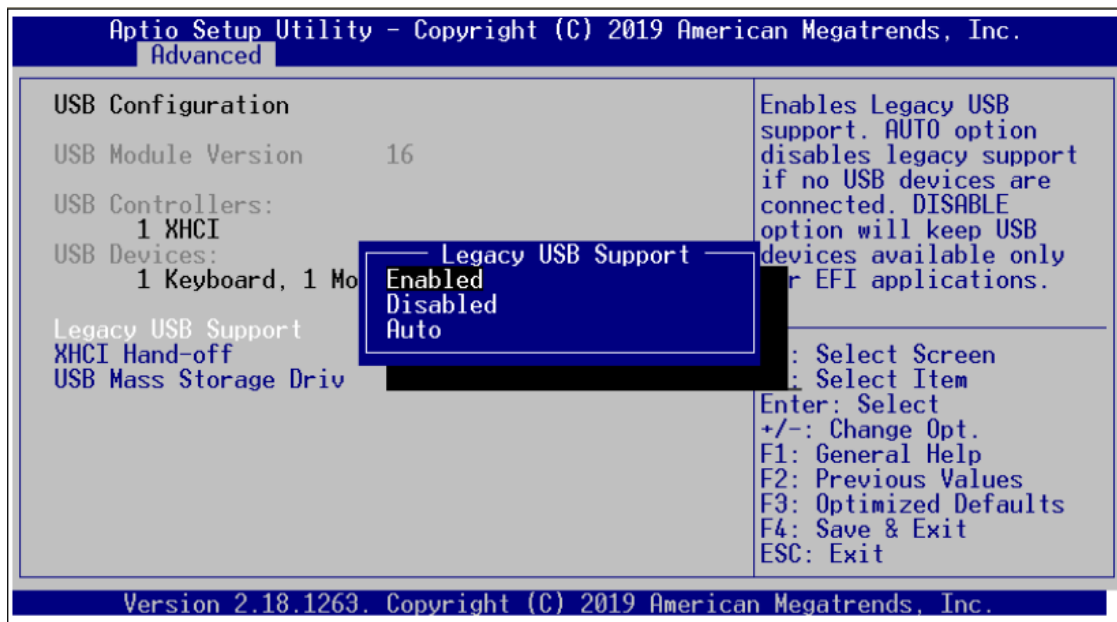 Aptio Setup Utility - Copyright (C) 2019 American Megatrends, Inc.
Advanced
USB Configuration
USB Module Version 16
USB Controllers:
1 XHCI
USB Devices:
1 Keyboard, 1 Mo
Legacy USB Support
XHCI Hand-off
USB Mass Storage Driv
Legacy USB Support
Enabled
Disabled
Auto
Enables Legacy USB
support. AUTO option
disables legacy support
if no USB devices are
connected. DISABLE
option will keep USB
devices available only
r EFI applications.
: Select Screen
: Select Item
Enter: Select
+/-: Change Opt.
F1: General Help
F2: Previous Values
F3: Optimized Defaults
F4: Save & Exit
ESC: Exit
Version 2.18.1263. Copyright (C) 2019 American Megatrends, Inc.